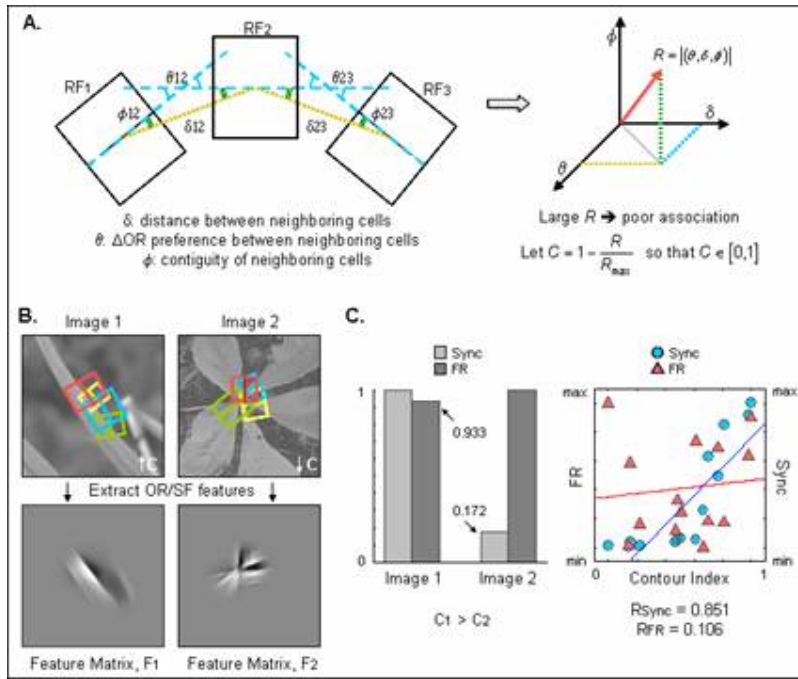 A.
RF1
RF2
RF3
θ12
θ23
ϕ12
ϕ23
δ12
δ23
δ: distance between neighboring cells
θ: ΔOR preference between neighboring cells
ϕ: contiguity of neighboring cells
ϕ
R = |(θ,δ,ϕ)|
δ
θ
Large R → poor association
Let C = 1 - R/Rmax so that C ∈ [0,1]
B.
Image 1
Image 2
↑C
↓C
Extract OR/SF features
Feature Matrix, F1
Feature Matrix, F2
C.
Sync
FR
1
0.933
0.172
0
Image 1
Image 2
C1 > C2
Sync
FR
max
max
FR
Sync
min
min
0
1
Contour Index
RSync = 0.851
RFR = 0.106